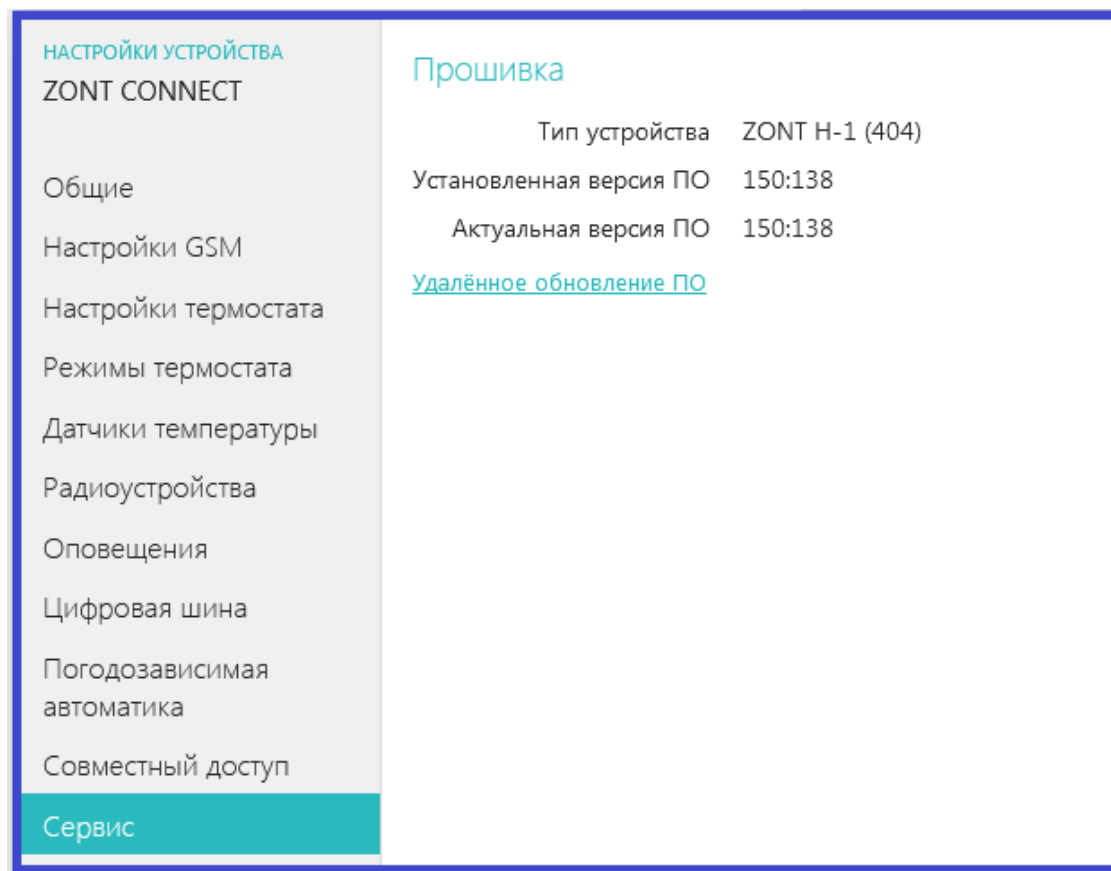 НАСТРОЙКИ УСТРОЙСТВА
ZONT CONNECT
Общие
Настройки GSM
Настройки термостата
Режимы термостата
Датчики температуры
Радиоустройства
Оповещения
Цифровая шина
Погодозависимая
автоматика
Совместный доступ
Сервис
Прошивка
Тип устройства ZONT H-1 (404)
Установленная версия ПО 150:138
Актуальная версия ПО 150:138
Удалённое обновление ПО